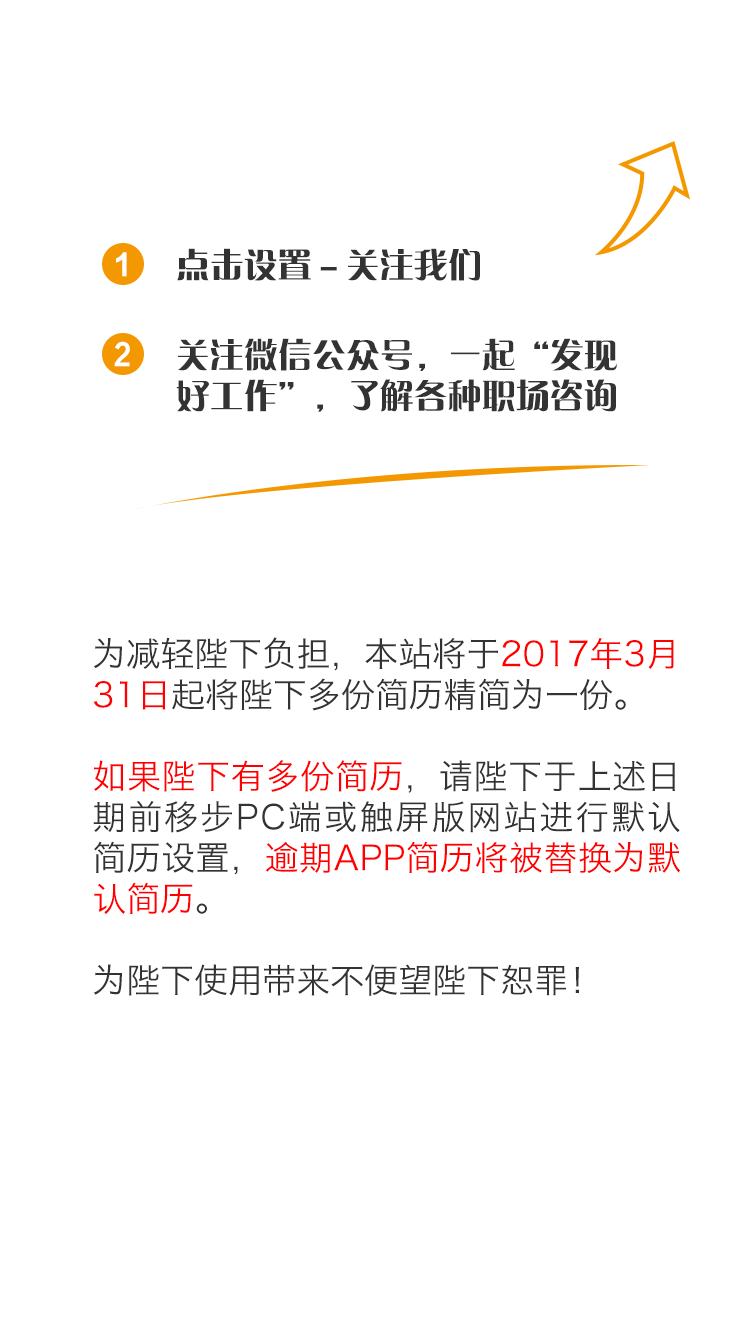 1 点击设置 – 关注我们
2 关注微信公众号，一起“发现
好工作”，了解各种职场咨询
为减轻陛下负担，本站将于2017年3月
31日起将陛下多份简历精简为一份。
如果陛下有多份简历，请陛下于上述日
期前移步PC端或触屏版网站进行默认
简历设置，逾期APP简历将被替换为默
认简历。
为陛下使用带来不便望陛下恕罪！